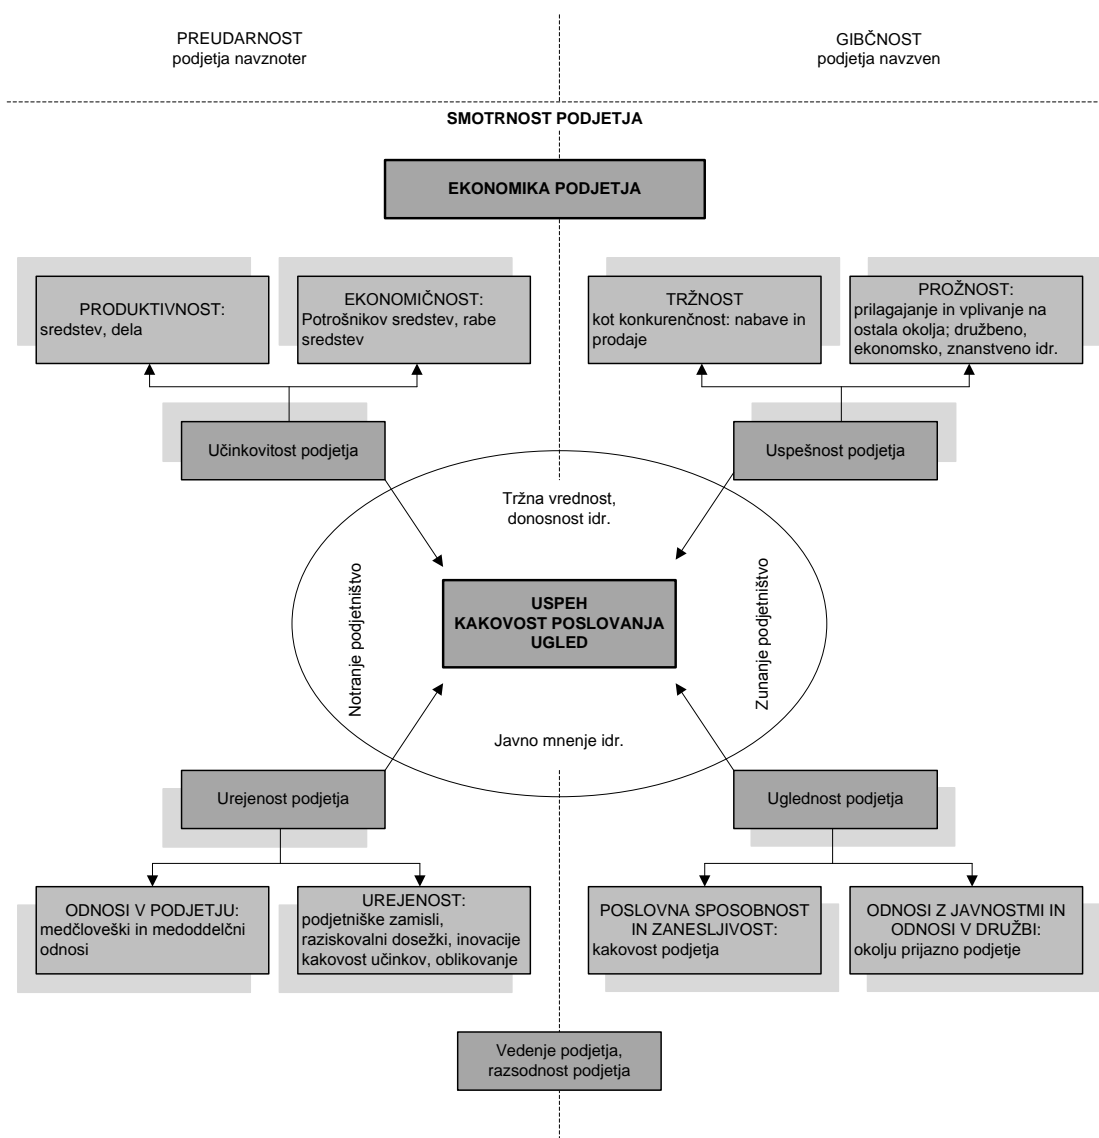 PREUDARNOST
podjetja navznoter
GIBČNOST
podjetja navzven
SMOTRNOST PODJETJA
EKONOMIKA PODJETJA
PRODUKTIVNOST:
sredstev, dela
EKONOMIČNOST:
Potrošnikov sredstev, rabe
sredstev
TRŽNOST
kot konkurenčnost: nabave in
prodaje
PROŽNOST:
prilagajanje in vplivanje na
ostala okolja; družbeno,
ekonomsko, znanstveno idr.
Učinkovitost podjetja
Uspešnost podjetja
Tržna vrednost,
donosnost idr.
Notranje podjetništvo
USPEH
KAKOVOST POSLOVANJA
UGLED
Zunanje podjetništvo
Javno mnenje idr.
Urejenost podjetja
Uglednost podjetja
ODNOSI V PODJETJU:
medčloveški in medoddelčni
odnosi
UREJENOST:
podjetniške zamisli,
raziskovalni dosežki, inovacije
kakovost učinkov, oblikovanje
POSLOVNA SPOSOBNOST
IN ZANESLJIVOST:
kakovost podjetja
ODNOSI Z JAVNOSTMI IN
ODNOSI V DRUŽBI:
okolju prijazno podjetje
Vedenje podjetja,
razsodnost podjetja